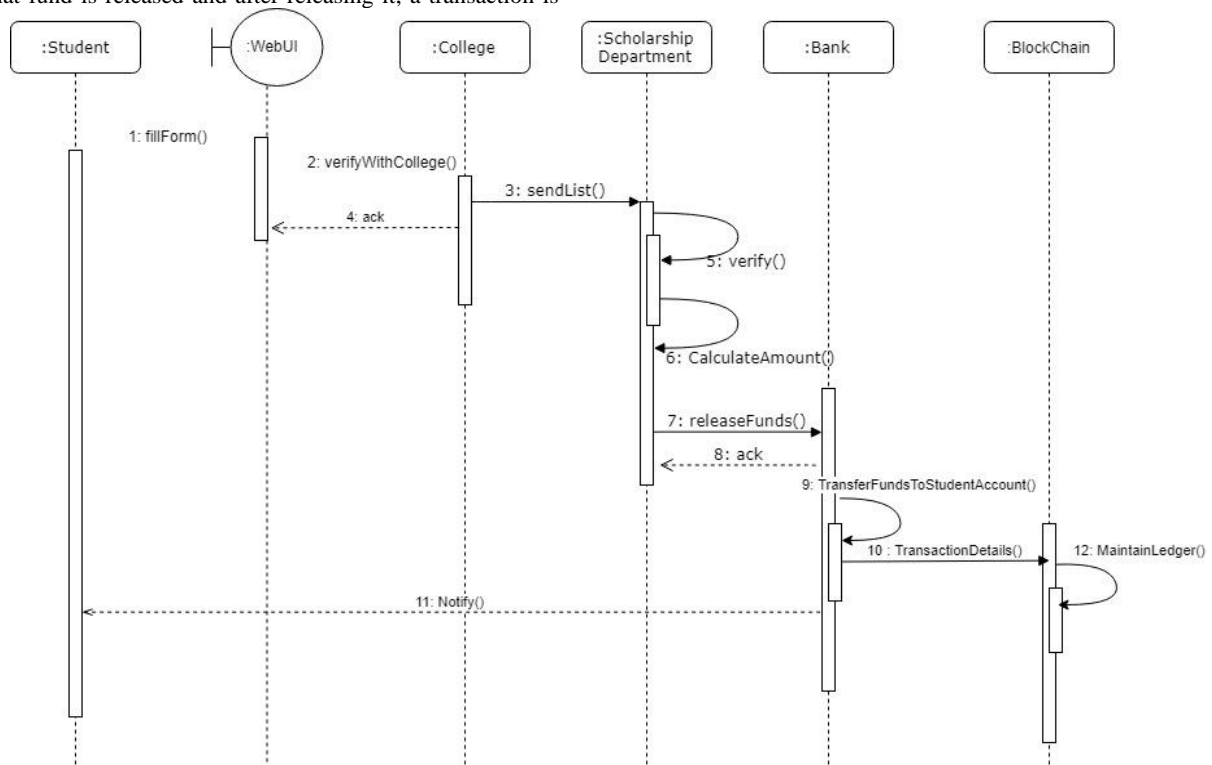 hat fund is released and after releasing it, a transaction is
:Student
:WebUI
:College
:Scholarship
Department
:Bank
:BlockChain
1: fillForm()
2: verifyWithCollege()
3: sendList()
4: ack
5: verify()
6: CalculateAmount()
7: releaseFunds()
8: ack
9: TransferFundsToStudentAccount()
10 : TransactionDetails()
12: MaintainLedger()
11: Notify()